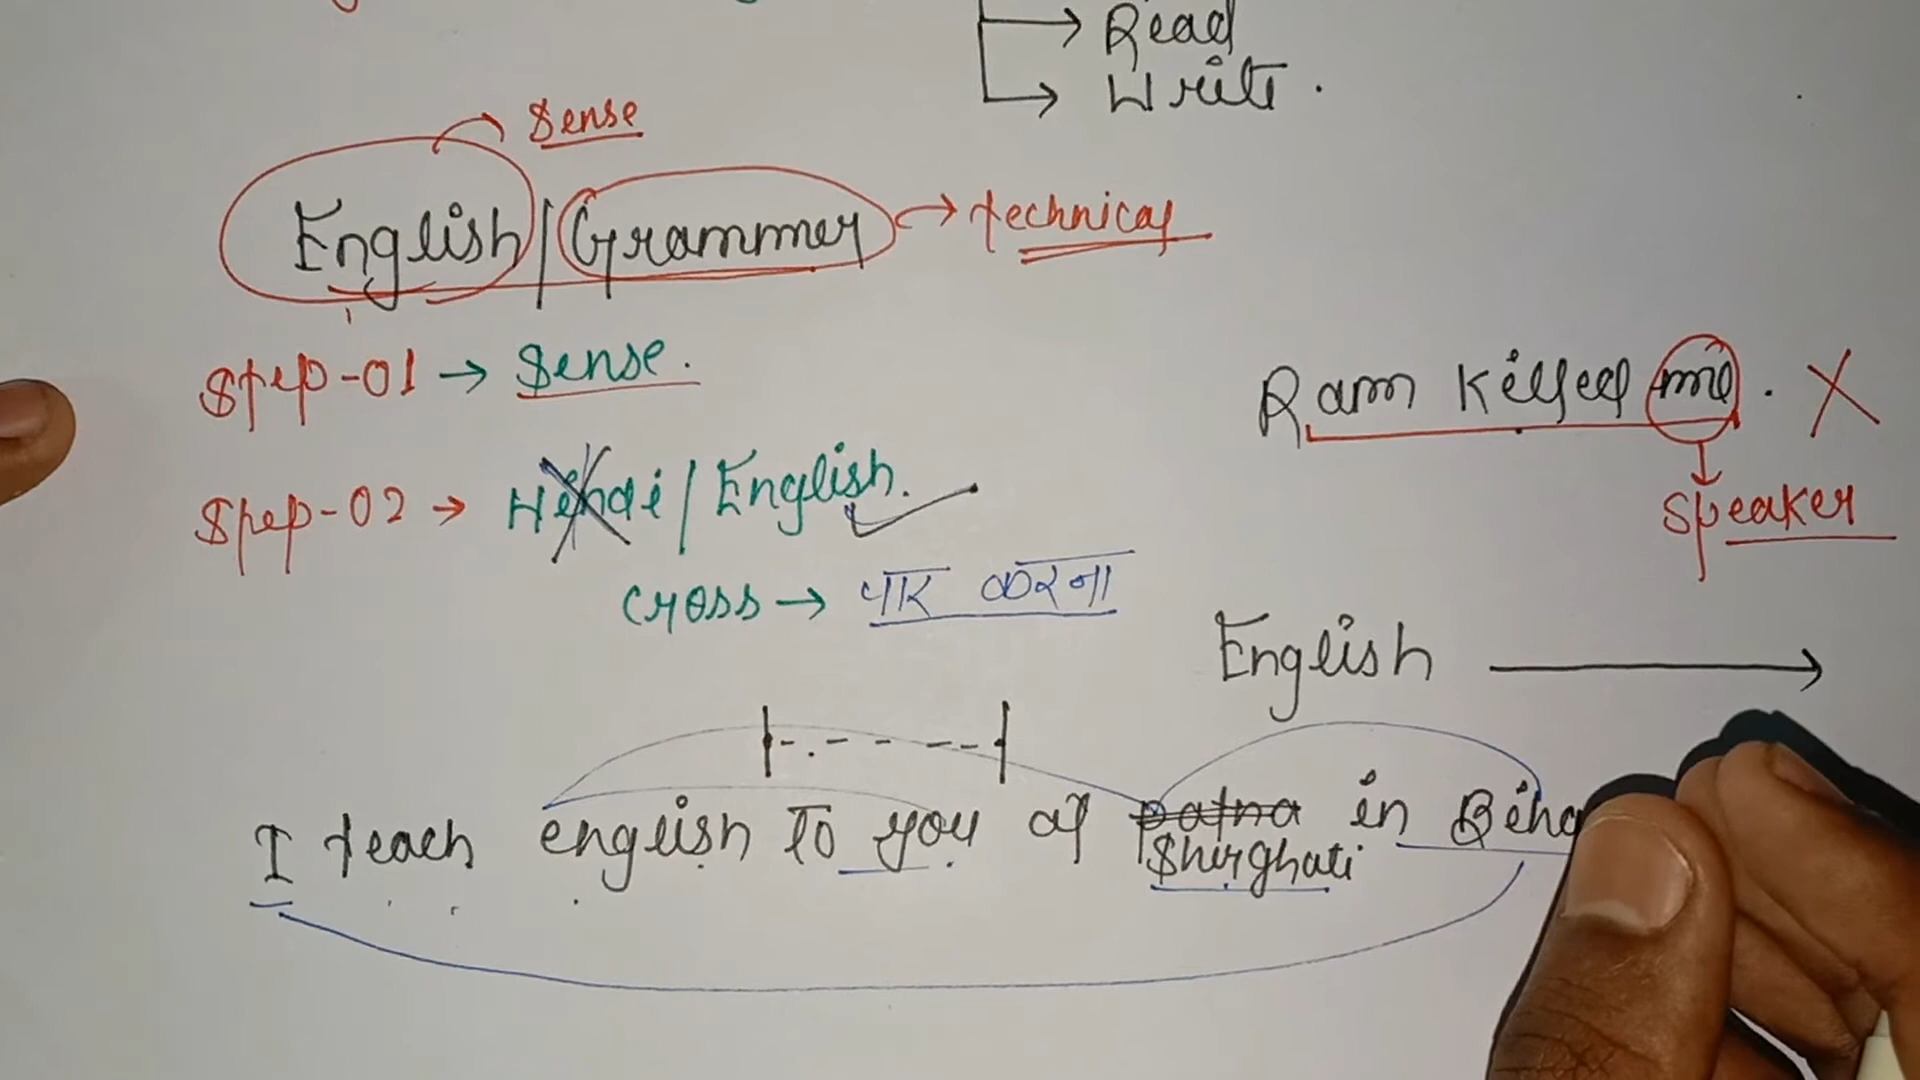 Read
Write.
Sense
English/Grammer → technical
Step-01 → Sense.
Ram Killed me. X
Step-02 → Hindi/English.
Speaker
Cross → पार करना
English →
I teach english To you at patna in Biha
Shirghati